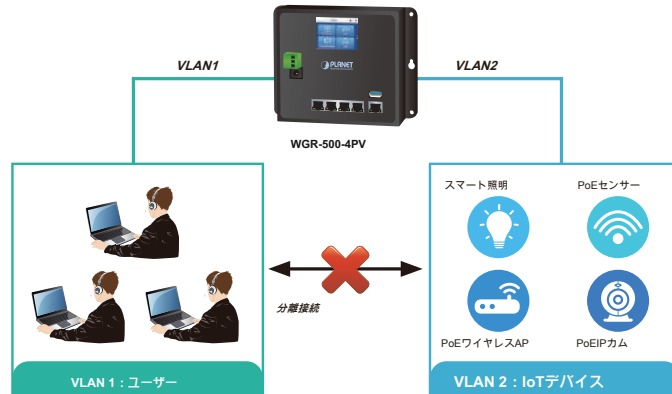 VLAN1
VLAN2
PLANET
WGR-500-4PV
スマート照明
PoEセンサー
分離接続
PoEワイヤレスAP
PoEIPカム
VLAN 1：ユーザー
VLAN 2：IoTデバイス